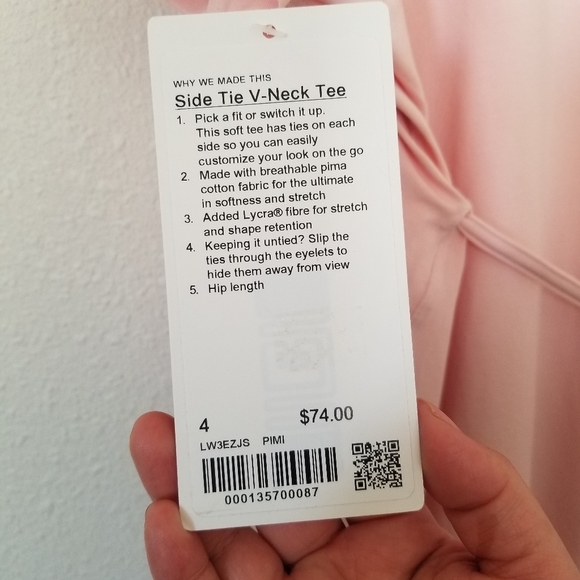 WHY WE MADE THIS
Side Tie V-Neck Tee
1. Pick a fit or switch it up.
This soft tee has ties on each
side so you can easily
customize your look on the go
2. Made with breathable pima
cotton fabric for the ultimate
in softness and stretch
3. Added Lycra® fibre for stretch
and shape retention
4. Keeping it untied? Slip the
ties through the eyelets to
hide them away from view
5. Hip length
4 $74.00
LW3EZJS PIMI
000135700087